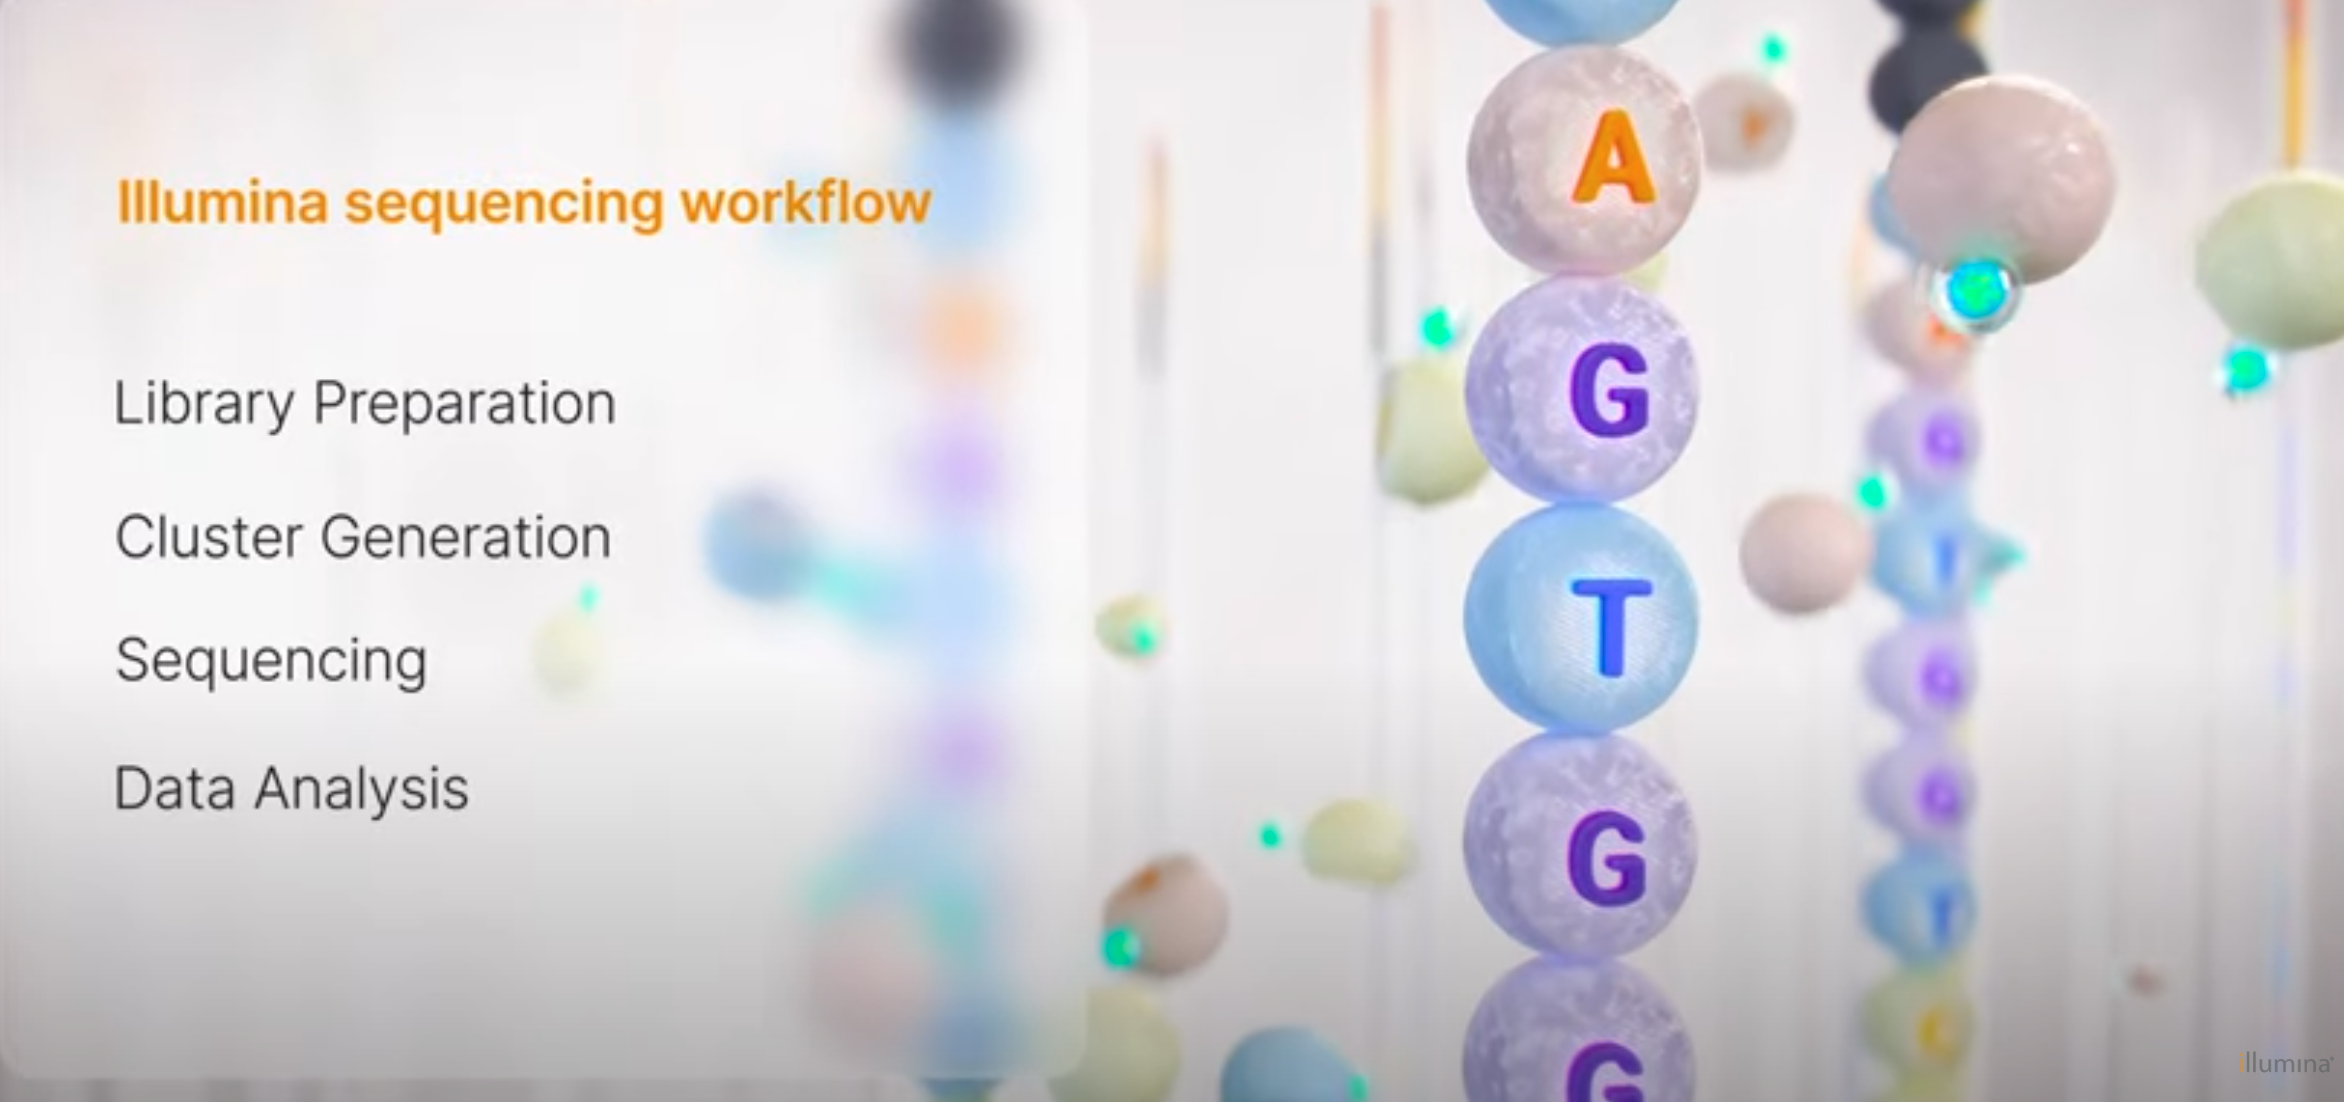 Illumina sequencing workflow
Library Preparation
Cluster Generation
Sequencing
Data Analysis
A
G
T
G
G
illumina